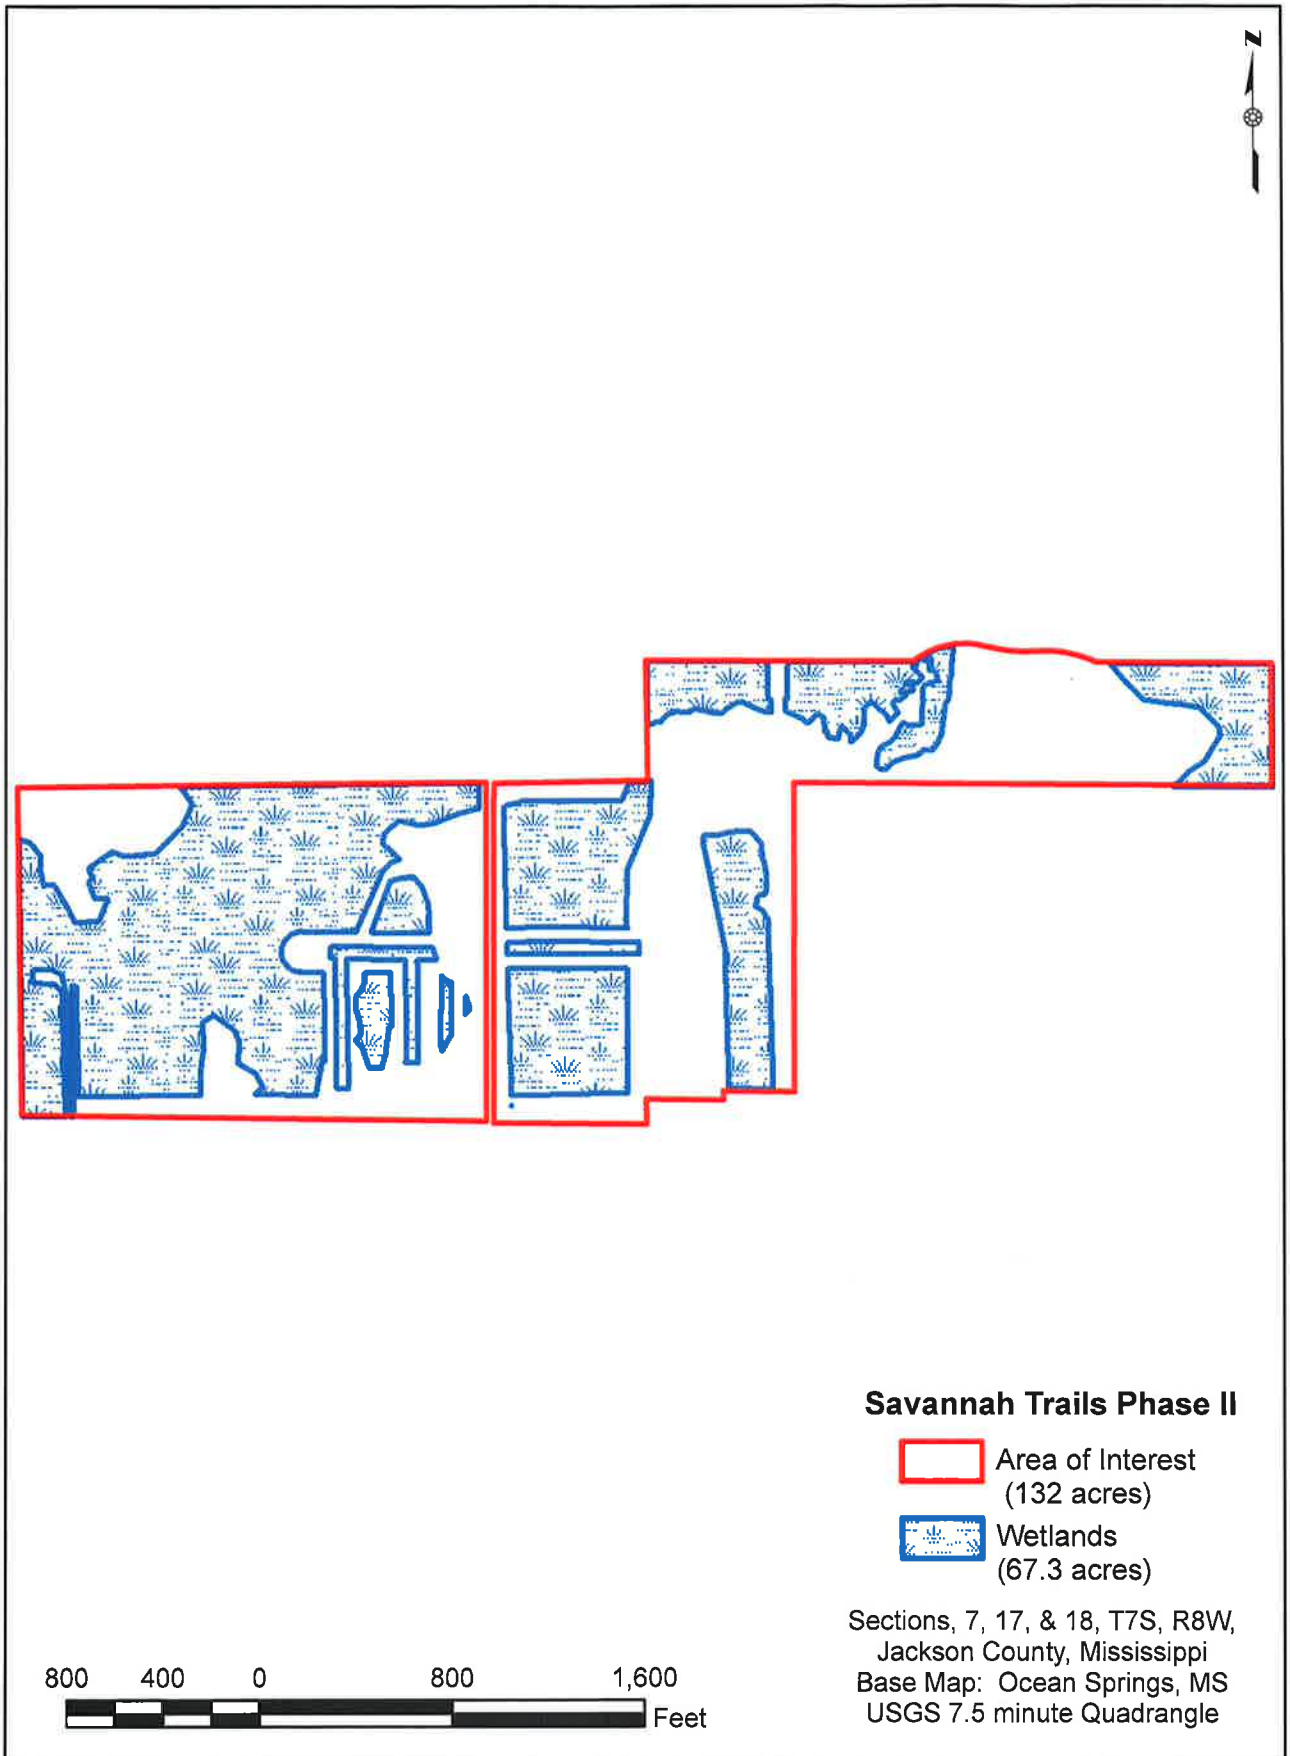 N
Savannah Trails Phase II
Area of Interest
(132 acres)
Wetlands
(67.3 acres)
Sections, 7, 17, & 18, T7S, R8W,
Jackson County, Mississippi
Base Map: Ocean Springs, MS
USGS 7.5 minute Quadrangle
800 400 0 800 1,600
Feet